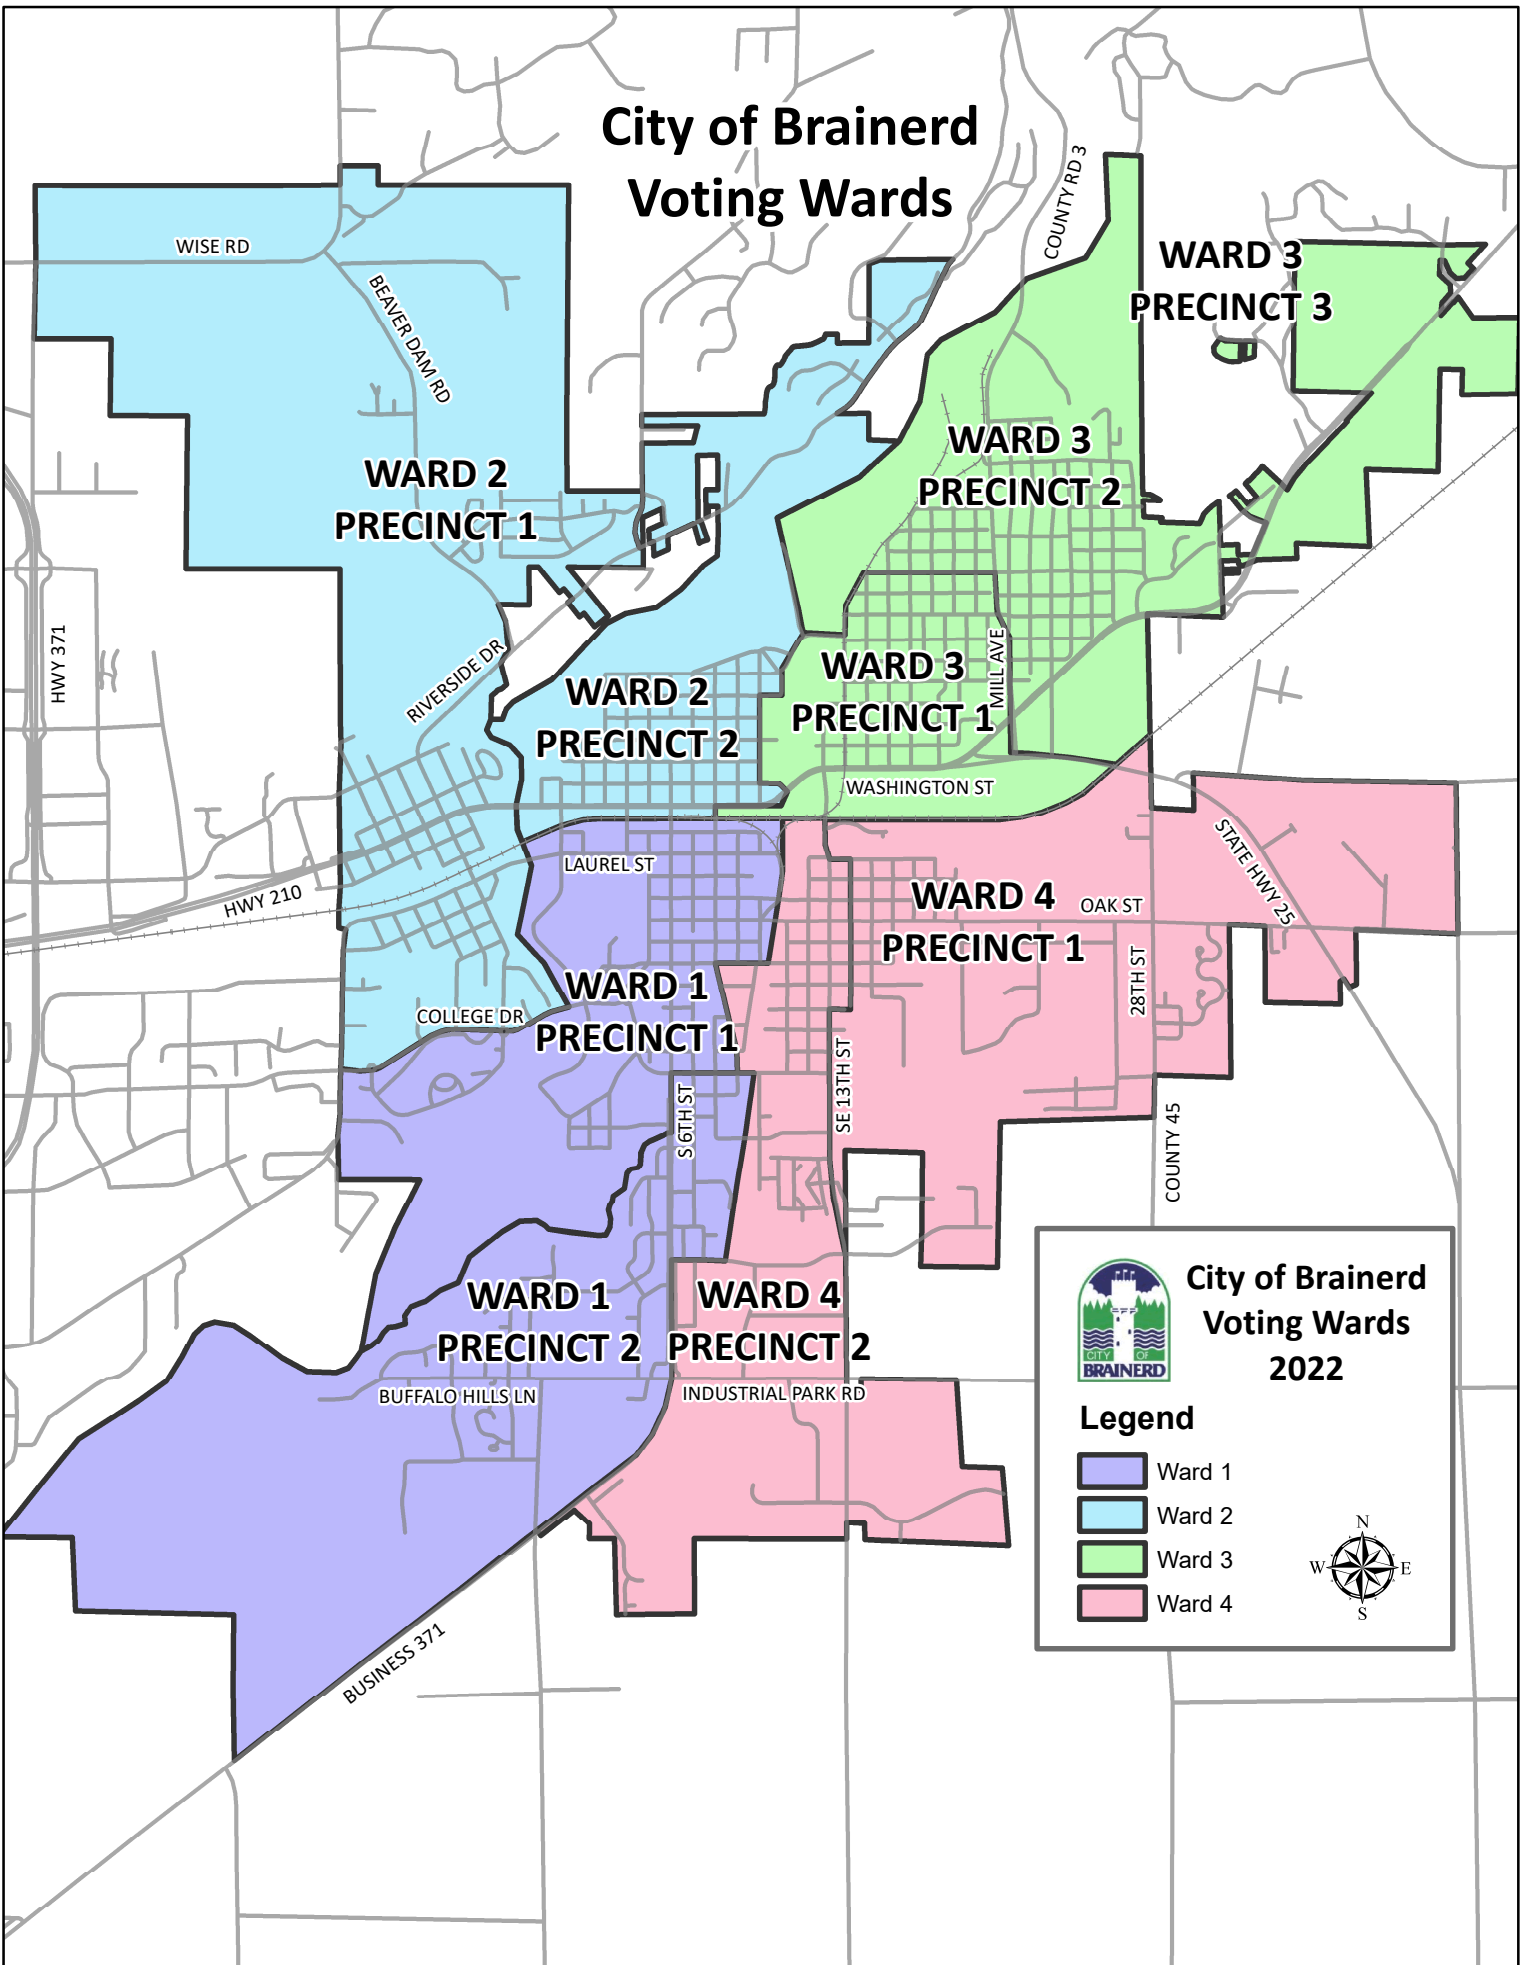 City of Brainerd
Voting Wards
COUNTY RD 3
WISE RD
WARD 3
PRECINCT 3
BEAVER DAM RD
WARD 3
PRECINCT 2
WARD 2
PRECINCT 1
HWY 371
RIVERSIDE DR
MILL AVE
WARD 3
PRECINCT 1
WARD 2
PRECINCT 2
WASHINGTON ST
LAUREL ST
STATE HWY 25
HWY 210
WARD 4
PRECINCT 1
OAK ST
28TH ST
WARD 1
PRECINCT 1
COLLEGE DR
SE 13TH ST
S 6TH ST
COUNTY 45
WARD 1
PRECINCT 2
WARD 4
PRECINCT 2
BUFFALO HILLS LN
INDUSTRIAL PARK RD
BUSINESS 371
CITY OF
BRAINERD
City of Brainerd
Voting Wards
2022
Legend
Ward 1
Ward 2
Ward 3
Ward 4
N
W E
S